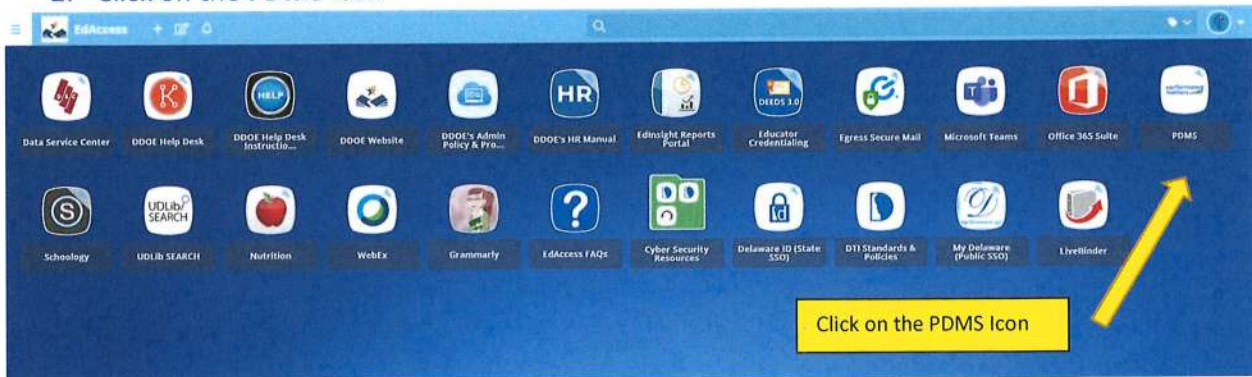 EdAccess
Data Service Center
DDOE Help Desk
HELP
DDOE Help Desk
Instructio...
DDOE Website
DDOE's Admin
Policy & Pro...
HR
DDOE's HR Manual
EdInsight Reports
Portal
DEEDS 3.0
Educator
Credentialing
Egress Secure Mail
Microsoft Teams
Office 365 Suite
performance
matters
PDMS
S
Schoology
UDLib/
SEARCH
UDLib SEARCH
Nutrition
WebEx
Grammarly
?
EdAccess FAQs
Cyber Security
Resources
id
Delaware ID (State
SSO)
DTI Standards &
Policies
My Delaware
(Public SSO)
LiveBinder
Click on the PDMS Icon